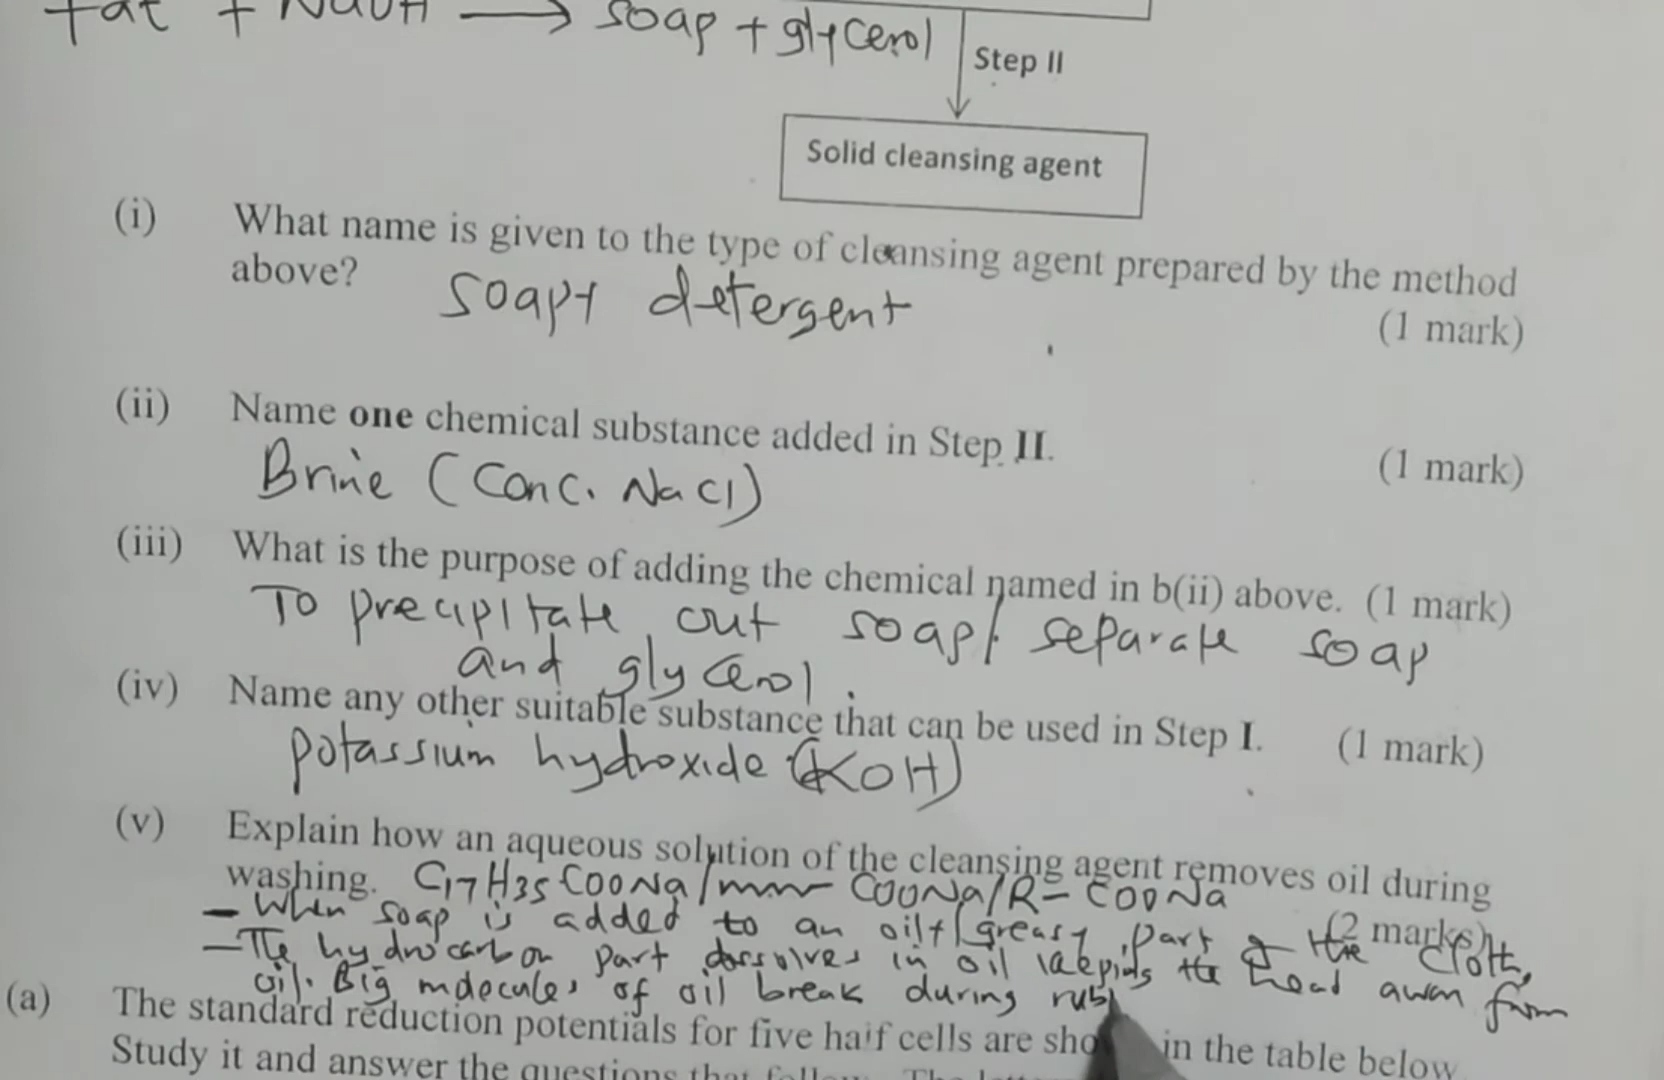 fat + NaOH → soap + glycerol
Step II
Solid cleansing agent
(i) What name is given to the type of cleansing agent prepared by the method
above? Soapy detergent
(1 mark)
(ii) Name one chemical substance added in Step II.
(1 mark)
Brine (Conc. NaCl)
(iii) What is the purpose of adding the chemical named in b(ii) above. (1 mark)
To precipitate out soap/ separate soap
and glycerol.
(iv) Name any other suitable substance that can be used in Step I. (1 mark)
Potassium hydroxide (KOH)
(v) Explain how an aqueous solution of the cleansing agent removes oil during
washing. C17H35COONa/ COONa/R-COONa
(2 marks)
- When soap is added to an oily/greasy part of the cloth,
- The hydrocarbon part dissolves in oil the head away from
oil. Big molecules of oil break during rub
(a) The standard reduction potentials for five half cells are in the table below
Study it and answer the questions that